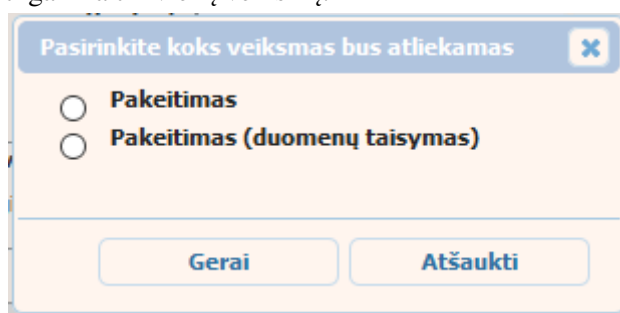 Pasirinkite koks veiksmas bus atliekamas
Pakeitimas
Pakeitimas (duomenų taisymas)
Gerai
Atšaukti